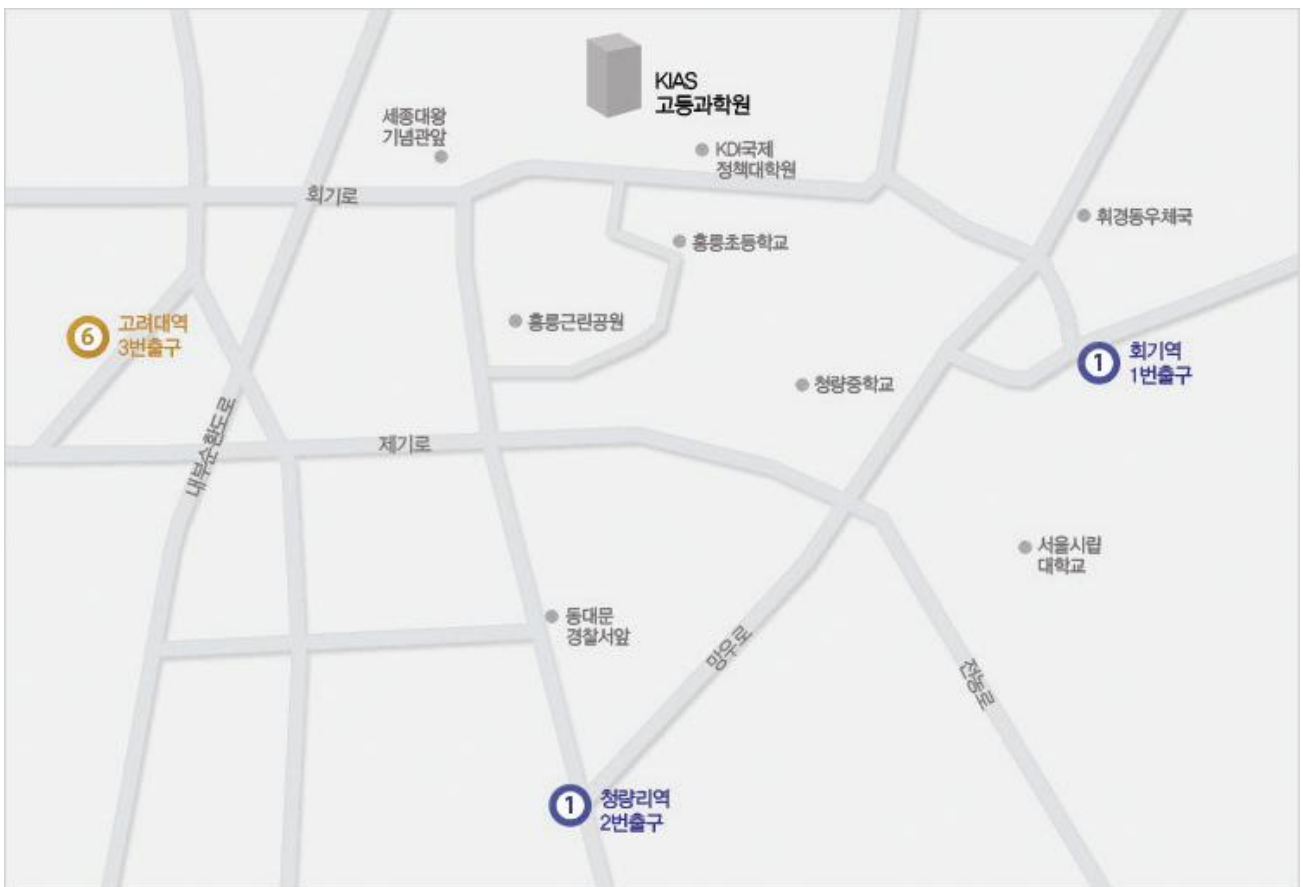 KIAS
고등과학원
세종대왕
기념관앞
KDI국제
정책대학원
회기로
휘경동우체국
홍릉초등학교
6
고려대역
3번출구
홍릉근린공원
1
회기역
1번출구
청량중학교
내부순환도로
제기로
서울시립
대학교
동대문
경찰서앞
망우로
전농로
1
청량리역
2번출구